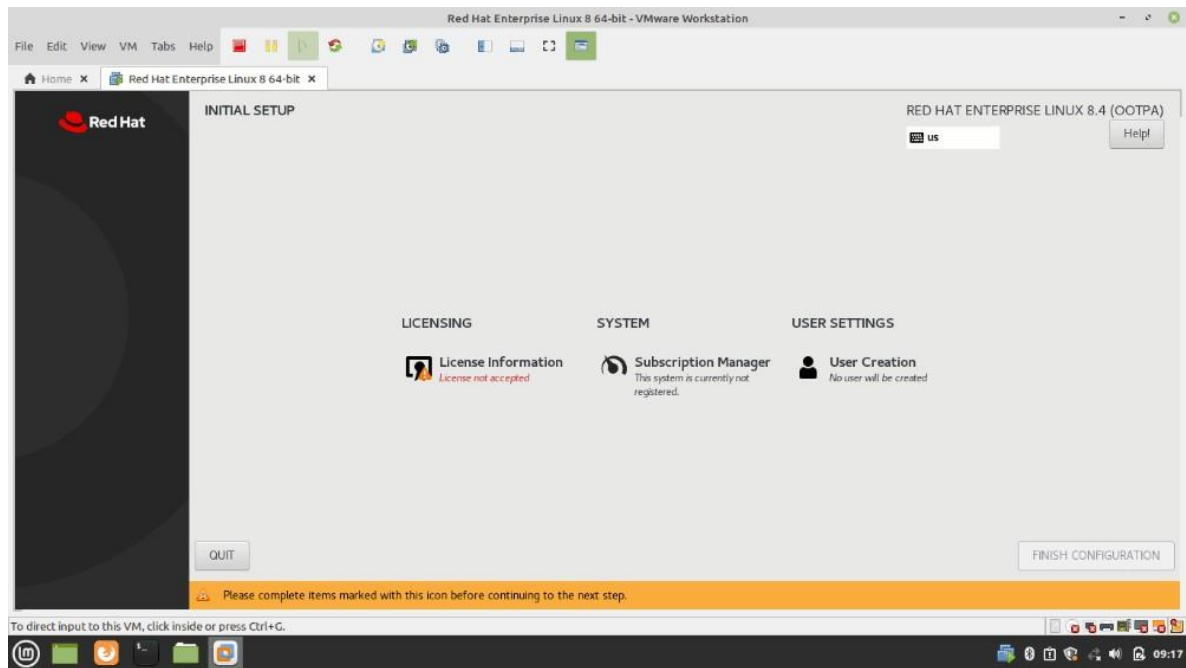 Red Hat Enterprise Linux 8 64-bit - VMware Workstation
File Edit View VM Tabs Help
Home Red Hat Enterprise Linux 8 64-bit
Red Hat
INITIAL SETUP
RED HAT ENTERPRISE LINUX 8.4 (OOTPA)
us
Help!
LICENSING
SYSTEM
USER SETTINGS
License Information
License not accepted
Subscription Manager
This system is currently not
registered.
User Creation
No user will be created
QUIT
FINISH CONFIGURATION
Please complete items marked with this icon before continuing to the next step.
To direct input to this VM, click inside or press Ctrl+G.
09:17